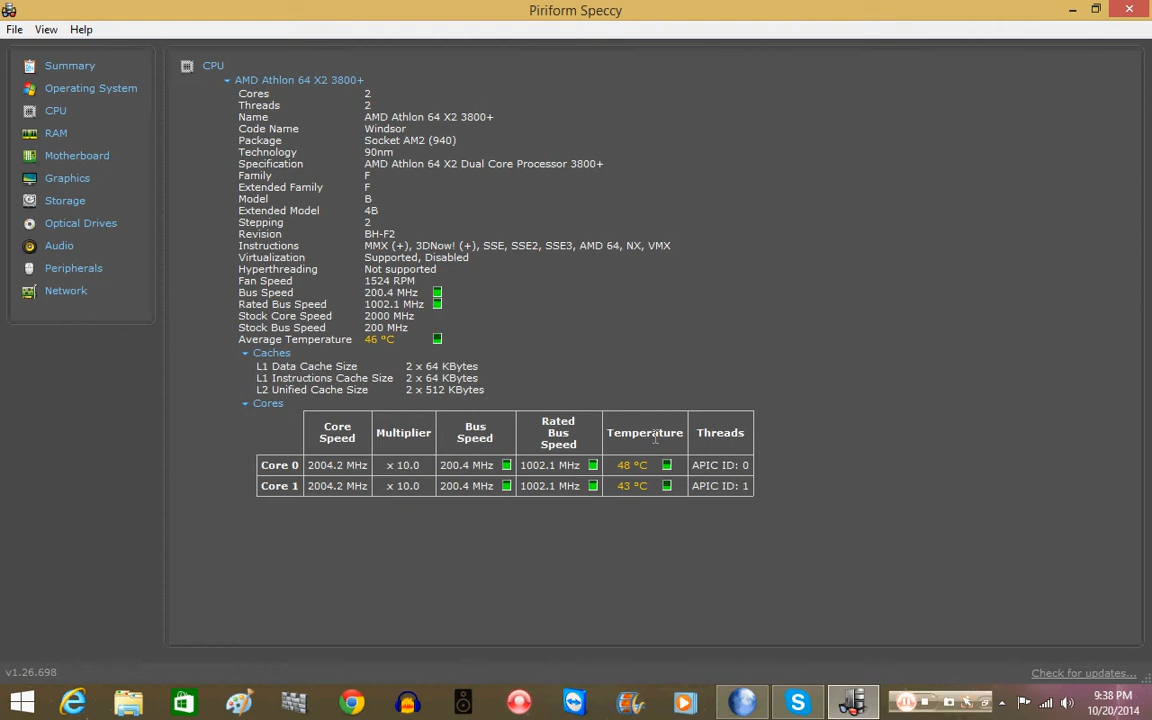 Piriform Speccy
File View Help
Summary
Operating System
CPU
RAM
Motherboard
Graphics
Storage
Optical Drives
Audio
Peripherals
Network
CPU
AMD Athlon 64 X2 3800+
Cores 2
Threads 2
Name AMD Athlon 64 X2 3800+
Code Name Windsor
Package Socket AM2 (940)
Technology 90nm
Specification AMD Athlon 64 X2 Dual Core Processor 3800+
Family F
Extended Family F
Model B
Extended Model 4B
Stepping 2
Revision BH-F2
Instructions MMX (+), 3DNow! (+), SSE, SSE2, SSE3, AMD 64, NX, VMX
Virtualization Supported, Disabled
Hyperthreading Not supported
Fan Speed 1524 RPM
Bus Speed 200.4 MHz
Rated Bus Speed 1002.1 MHz
Stock Core Speed 2000 MHz
Stock Bus Speed 200 MHz
Average Temperature 46 °C
Caches
L1 Data Cache Size 2 x 64 KBytes
L1 Instructions Cache Size 2 x 64 KBytes
L2 Unified Cache Size 2 x 512 KBytes
Cores
Core Speed Multiplier Bus Speed Rated Bus Speed Temperature Threads
Core 0 2004.2 MHz x 10.0 200.4 MHz 1002.1 MHz 48 °C APIC ID: 0
Core 1 2004.2 MHz x 10.0 200.4 MHz 1002.1 MHz 43 °C APIC ID: 1
v1.26.698 Check for updates...
9:38 PM
10/20/2014